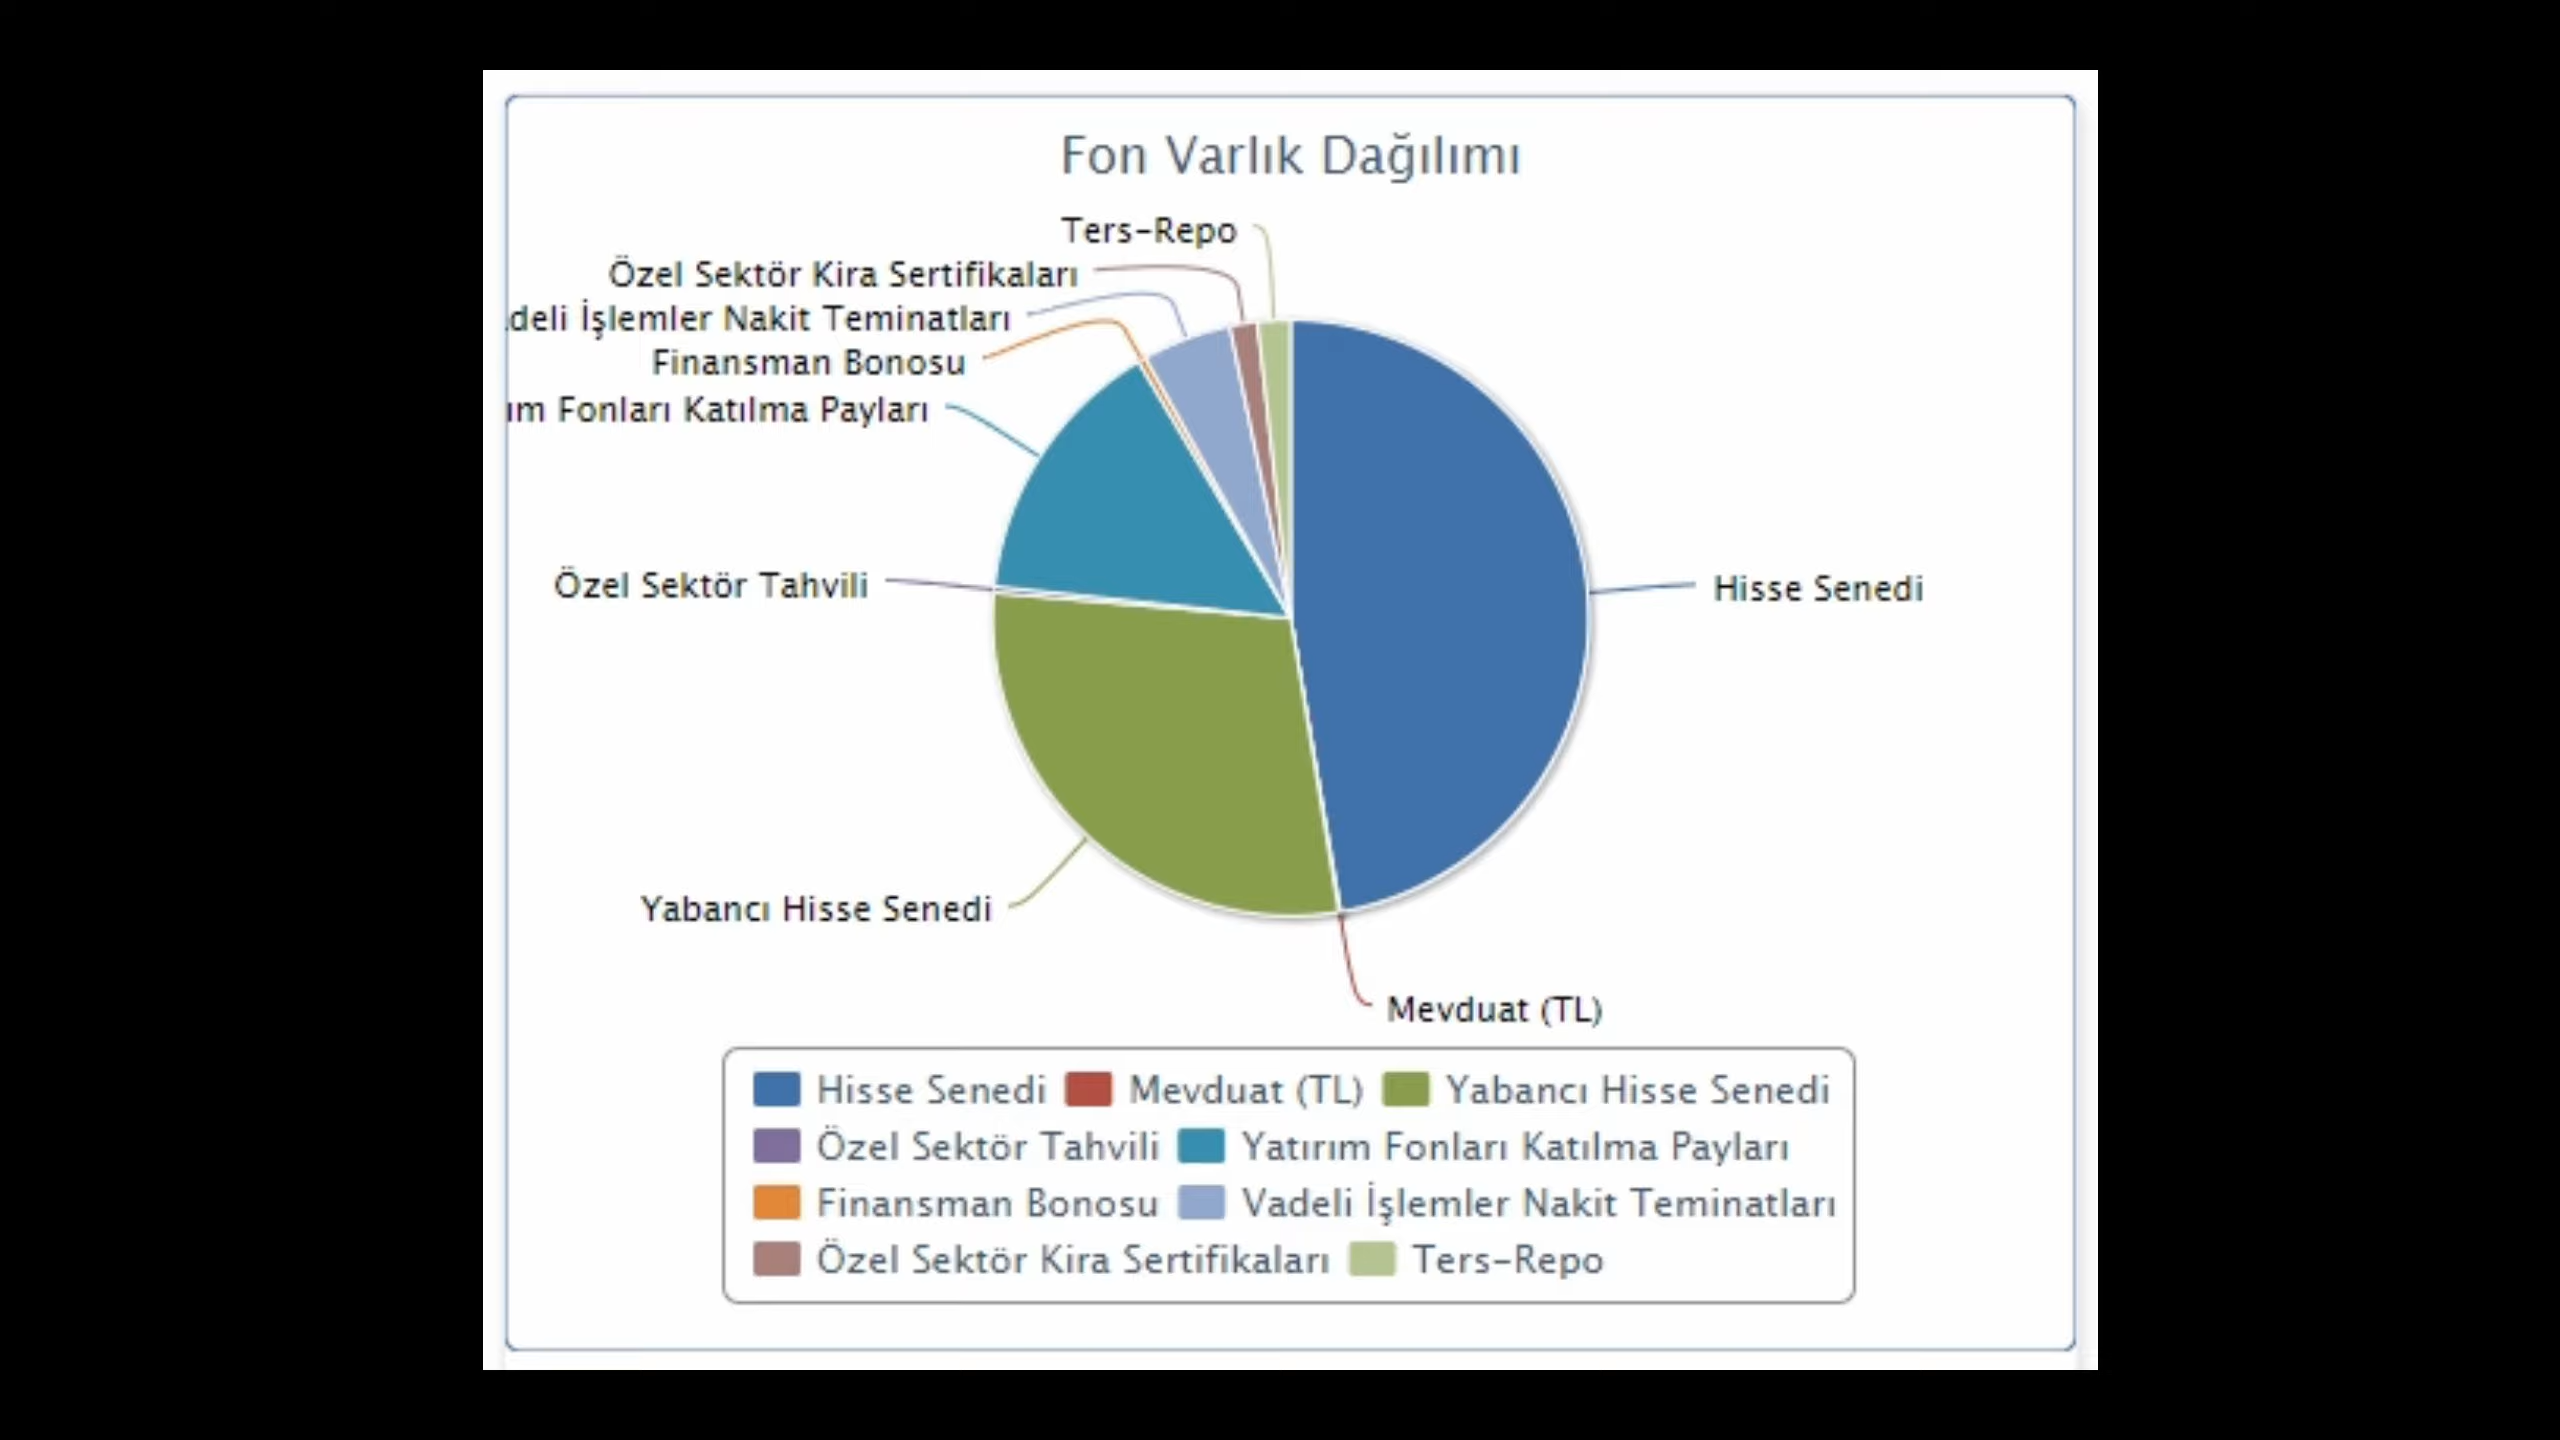 Fon Varlık Dağılımı
Ters-Repo
Özel Sektör Kira Sertifikaları
deli İşlemler Nakit Teminatları
Finansman Bonosu
ım Fonları Katılma Payları
Özel Sektör Tahvili
Hisse Senedi
Yabancı Hisse Senedi
Mevduat (TL)
Hisse Senedi Mevduat (TL) Yabancı Hisse Senedi
Özel Sektör Tahvili Yatırım Fonları Katılma Payları
Finansman Bonosu Vadeli İşlemler Nakit Teminatları
Özel Sektör Kira Sertifikaları Ters-Repo